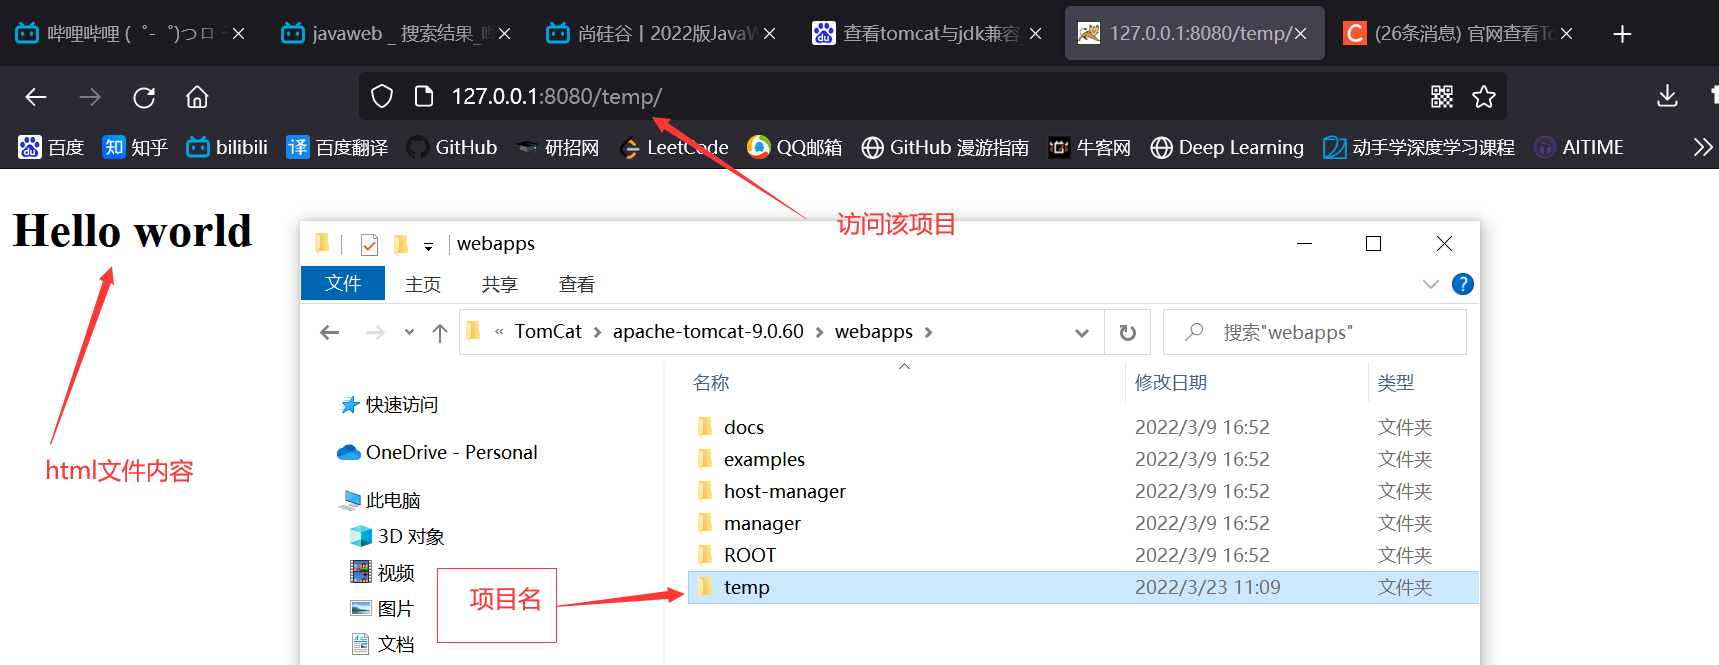 哔哩哔哩 ( ゜- ゜)つロ
javaweb _ 搜索结果_哔
尚硅谷丨2022版JavaW
查看tomcat与jdk兼容
127.0.0.1:8080/temp/
(26条消息) 官网查看To
127.0.0.1:8080/temp/
百度 知乎 bilibili 百度翻译 GitHub 研招网 LeetCode QQ邮箱 GitHub 漫游指南 牛客网 Deep Learning 动手学深度学习课程 AITIME
Hello world
访问该项目
html文件内容
webapps
文件 主页 共享 查看
« TomCat > apache-tomcat-9.0.60 > webapps >
搜索"webapps"
名称 修改日期 类型
快速访问
OneDrive - Personal
此电脑
3D 对象
视频
图片
文档
docs 2022/3/9 16:52 文件夹
examples 2022/3/9 16:52 文件夹
host-manager 2022/3/9 16:52 文件夹
manager 2022/3/9 16:52 文件夹
ROOT 2022/3/9 16:52 文件夹
temp 2022/3/23 11:09 文件夹
项目名